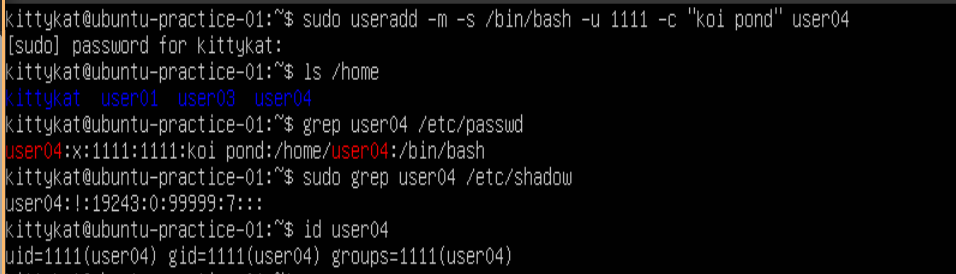 kittykat@ubuntu-practice-01:~$ sudo useradd -m -s /bin/bash -u 1111 -c "koi pond" user04
[sudo] password for kittykat:
kittykat@ubuntu-practice-01:~$ ls /home
kittykat  user01  user03  user04
kittykat@ubuntu-practice-01:~$ grep user04 /etc/passwd
user04:x:1111:1111:koi pond:/home/user04:/bin/bash
kittykat@ubuntu-practice-01:~$ sudo grep user04 /etc/shadow
user04:!:19243:0:99999:7:::
kittykat@ubuntu-practice-01:~$ id user04
uid=1111(user04) gid=1111(user04) groups=1111(user04)